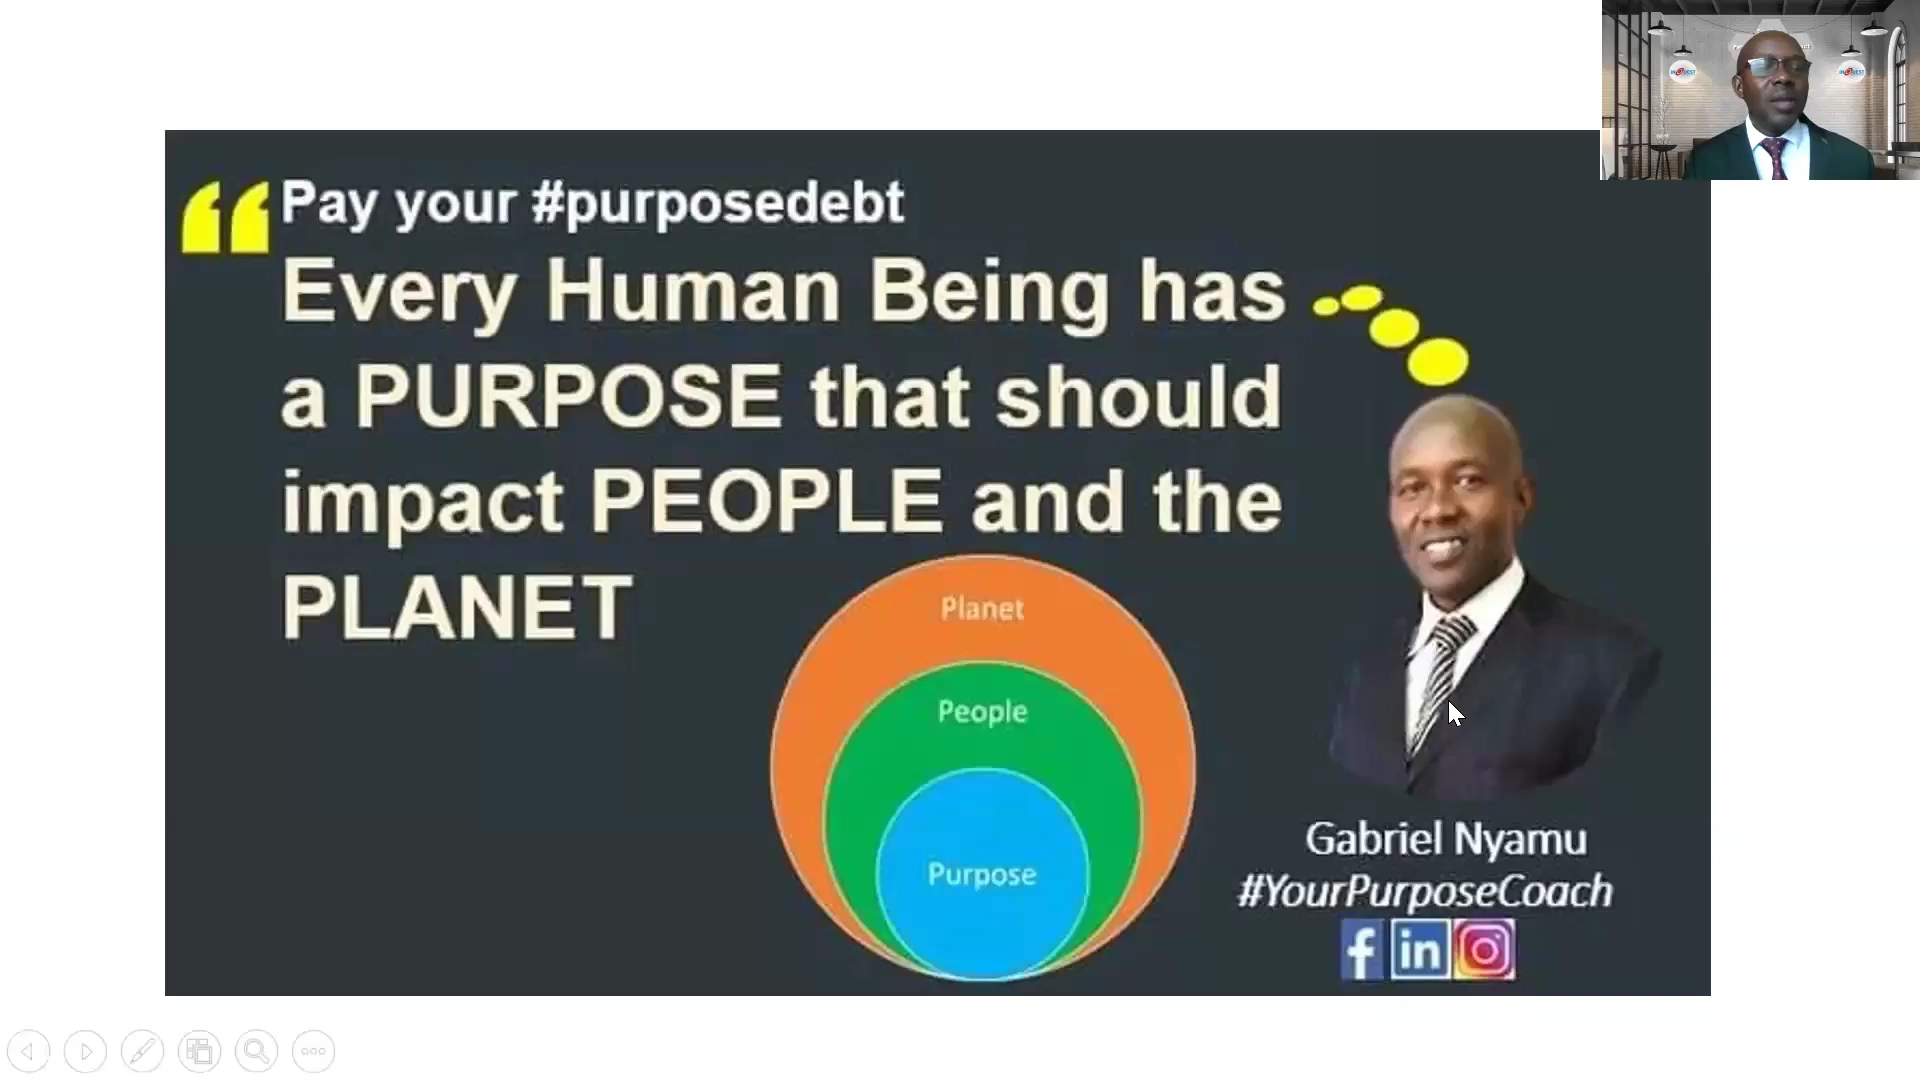 Pay your #purposedebt
Every Human Being has
a PURPOSE that should
impact PEOPLE and the
PLANET
Planet
People
Purpose
Gabriel Nyamu
#YourPurposeCoach
f in